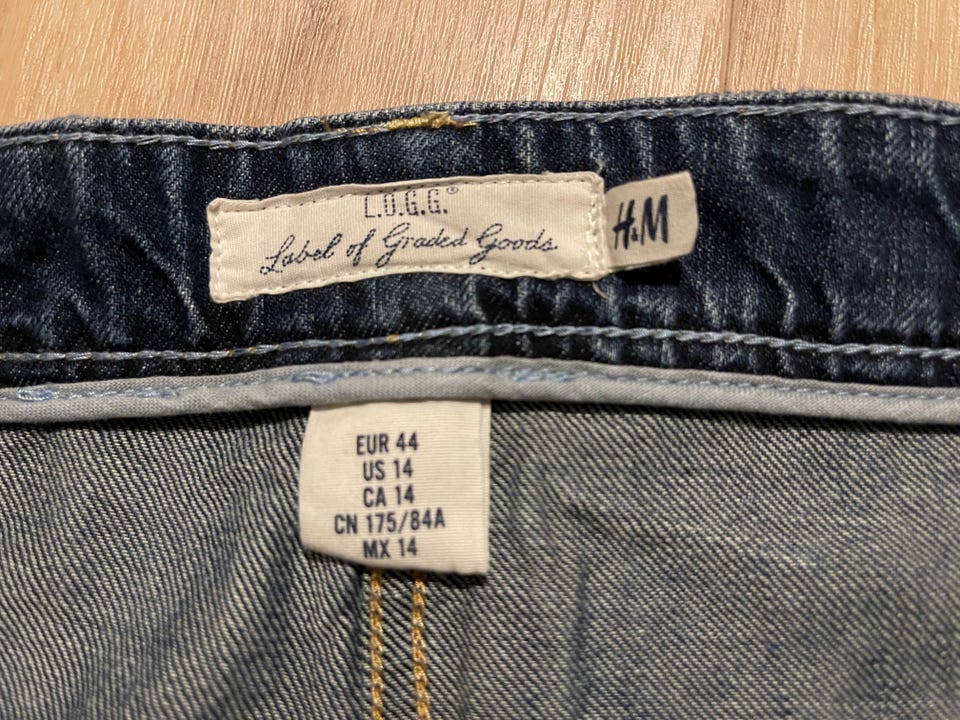 L.O.G.G.®
Label of Graded Goods
H&M
EUR 44
US 14
CA 14
CN 175/84A
MX 14